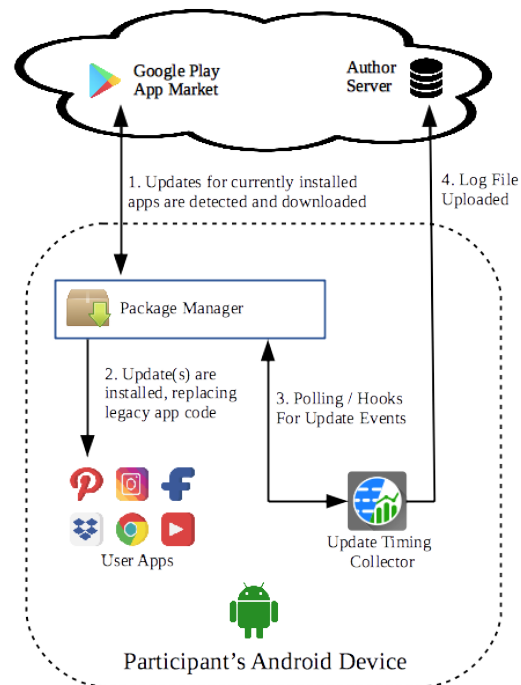 Google Play
App Market
Author
Server
1. Updates for currently installed
apps are detected and downloaded
4. Log File
Uploaded
Package Manager
2. Update(s) are
installed, replacing
legacy app code
3. Polling / Hooks
For Update Events
User Apps
Update Timing
Collector
Participant's Android Device